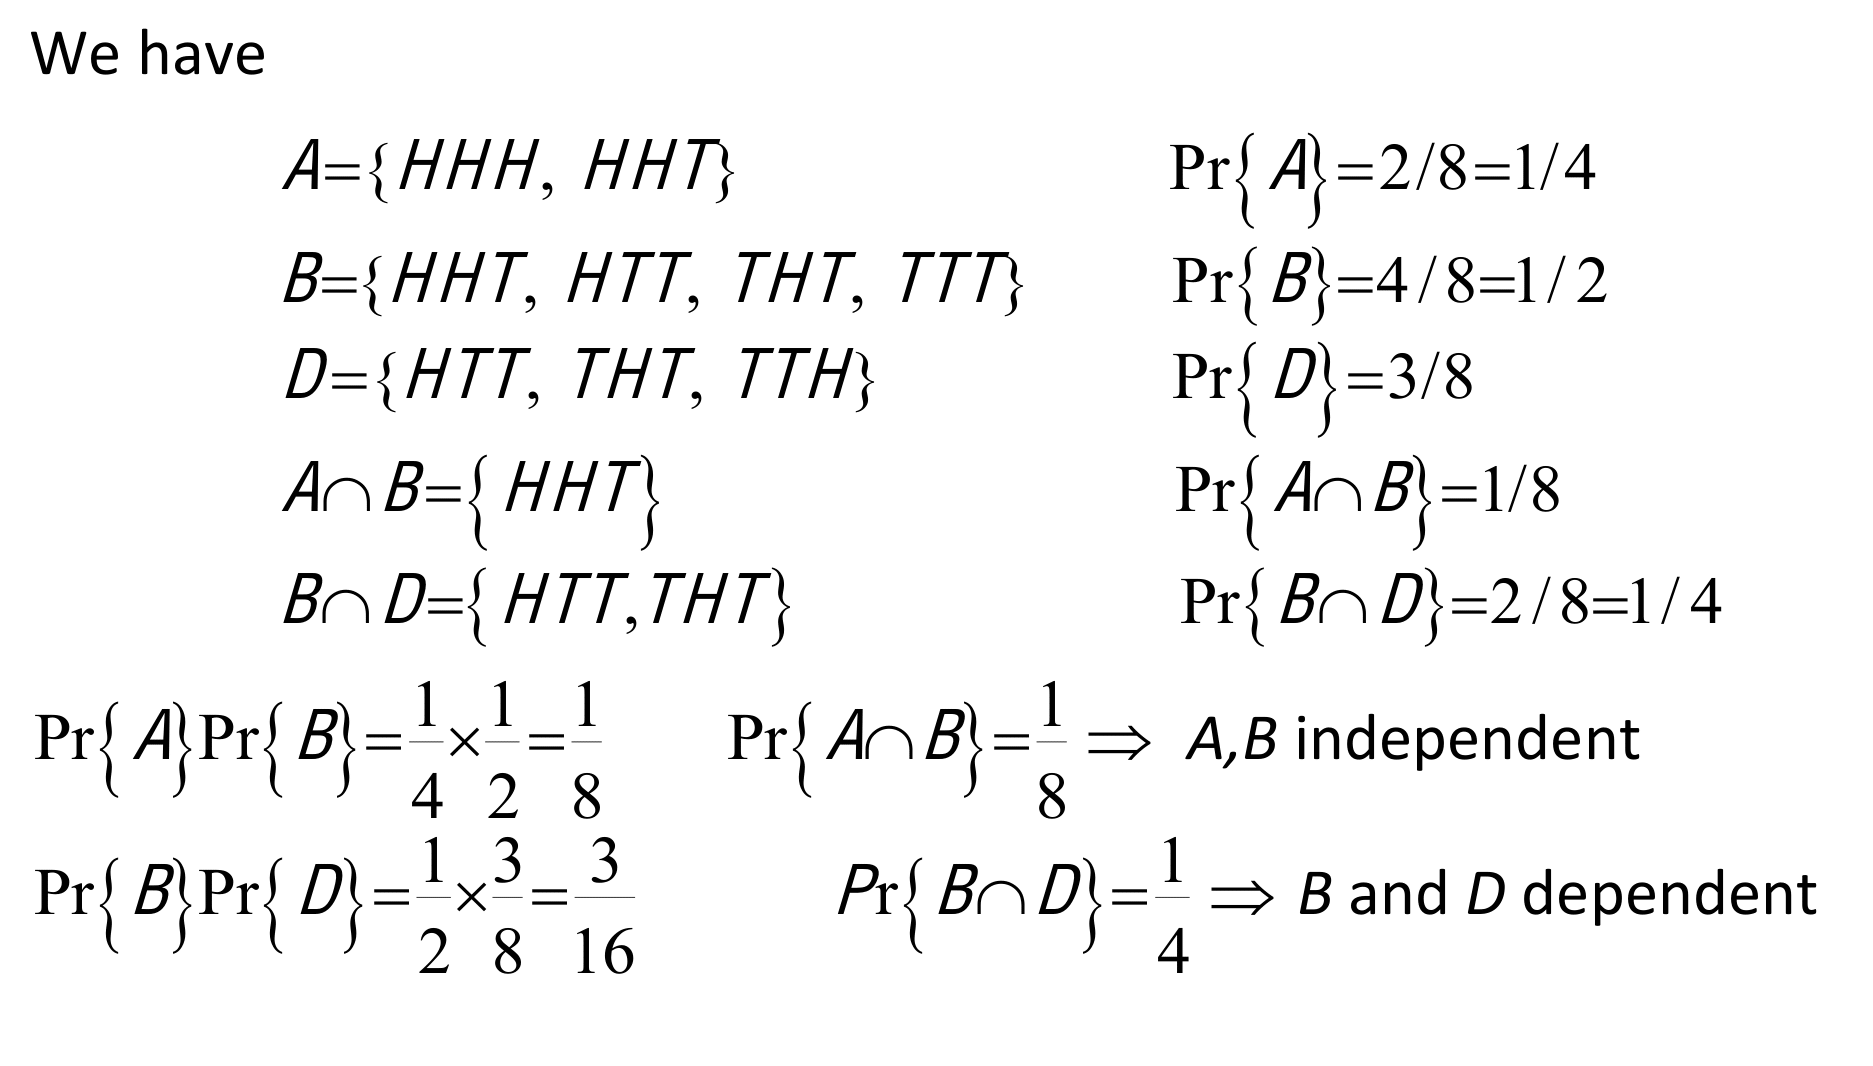 We have
A={HHH, HHT} Pr{A}=2/8=1/4
B={HHT, HTT, THT, TTT} Pr{B}=4/8=1/2
D={HTT, THT, TTH} Pr{D}=3/8
A∩B={HHT} Pr{A∩B}=1/8
B∩D={HTT,THT} Pr{B∩D}=2/8=1/4
Pr{A}Pr{B}=1/4×1/2=1/8 Pr{A∩B}=1/8 ⇒ A,B independent
Pr{B}Pr{D}=1/2×3/8=3/16 Pr{B∩D}=1/4 ⇒ B and D dependent